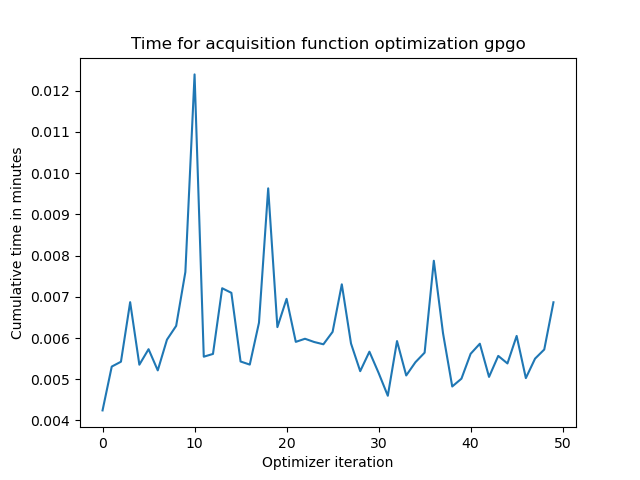 Time for acquisition function optimization gpgo
Cumulative time in minutes
0.012
0.011
0.010
0.009
0.008
0.007
0.006
0.005
0.004
0 10 20 30 40 50
Optimizer iteration